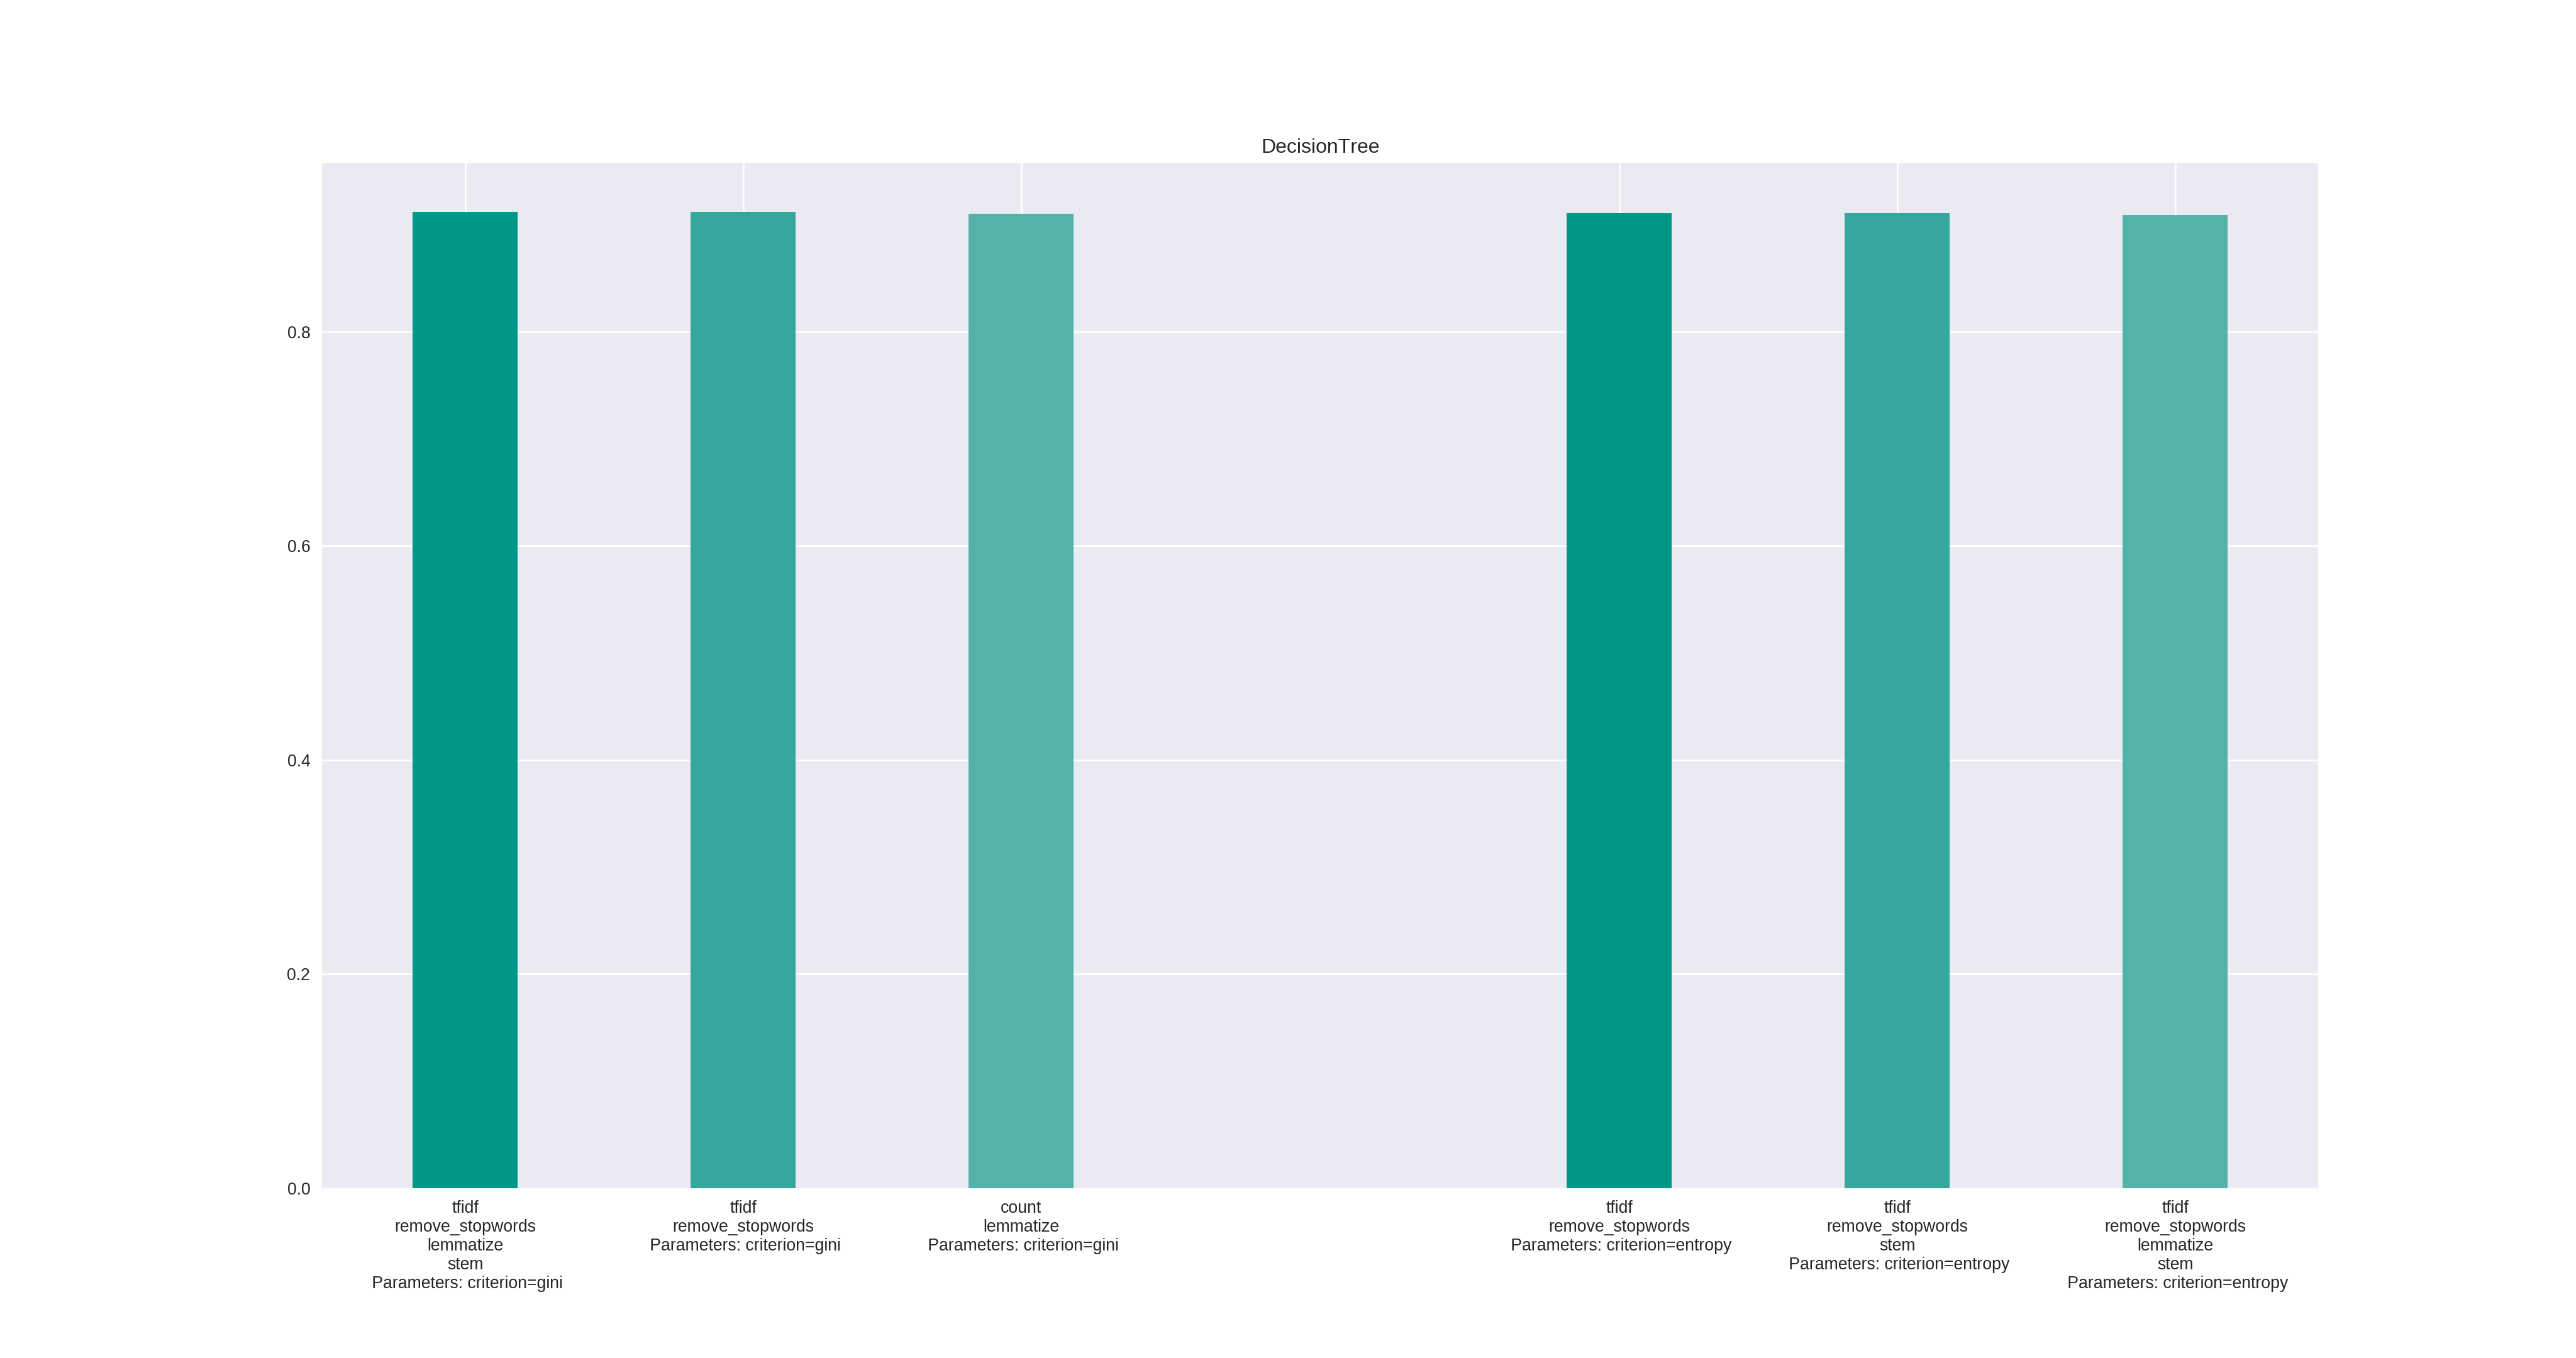 DecisionTree
0.8
0.6
0.4
0.2
0.0
tfidf
remove_stopwords
lemmatize
stem
Parameters: criterion=gini
tfidf
remove_stopwords
Parameters: criterion=gini
count
lemmatize
Parameters: criterion=gini
tfidf
remove_stopwords
Parameters: criterion=entropy
tfidf
remove_stopwords
stem
Parameters: criterion=entropy
tfidf
remove_stopwords
lemmatize
stem
Parameters: criterion=entropy